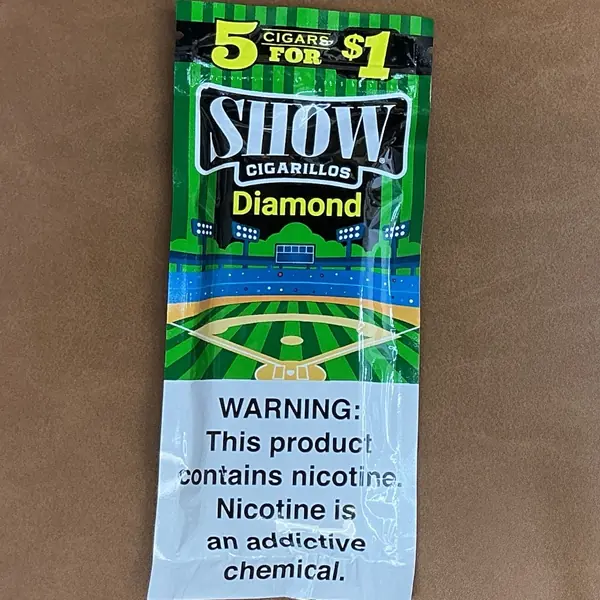 5 CIGARS FOR $1
SHOW
CIGARILLOS
Diamond
WARNING:
This product
contains nicotine.
Nicotine is
an addictive
chemical.